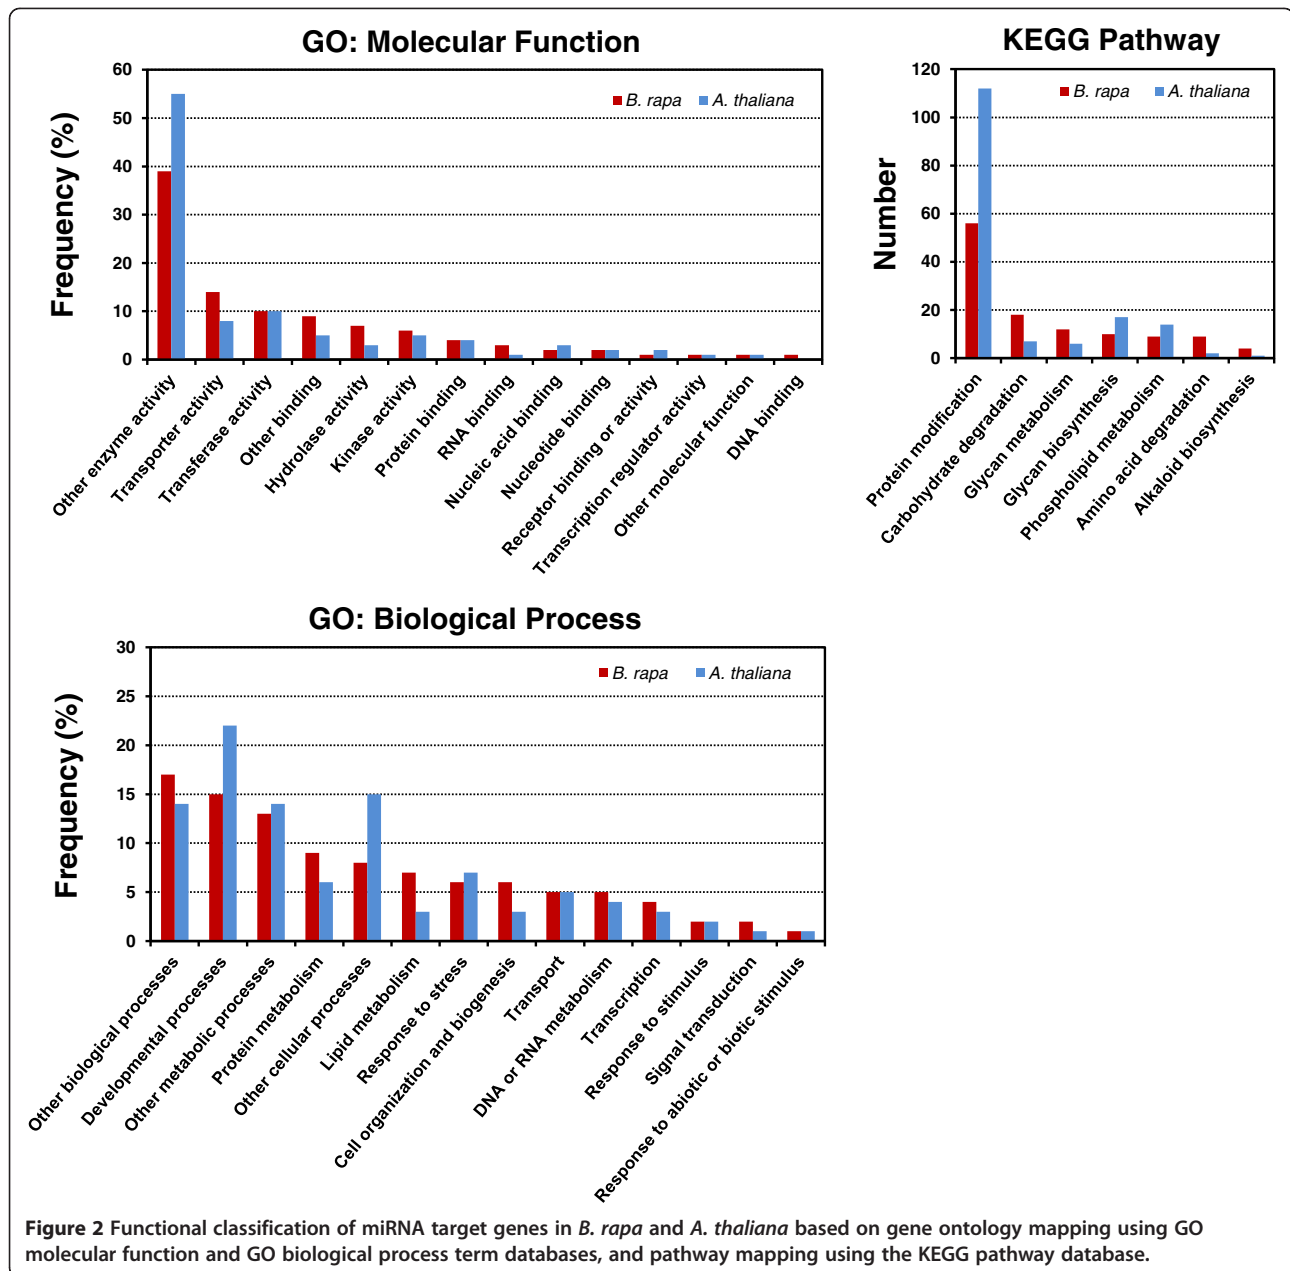 GO: Molecular Function
Frequency (%)
60
50
40
30
20
10
0
B. rapa
A. thaliana
Other enzyme activity
Transporter activity
Transferase activity
Other binding
Hydrolase activity
Kinase activity
Protein binding
RNA binding
Nucleic acid binding
Nucleotide binding
Receptor binding or activity
Transcription regulator activity
Other molecular function
DNA binding
KEGG Pathway
Number
120
100
80
60
40
20
0
B. rapa
A. thaliana
Protein modification
Carbohydrate degradation
Glycan metabolism
Glycan biosynthesis
Phospholipid metabolism
Amino acid degradation
Alkaloid biosynthesis
GO: Biological Process
Frequency (%)
30
25
20
15
10
5
0
B. rapa
A. thaliana
Other biological processes
Developmental processes
Other metabolic processes
Protein metabolism
Other cellular processes
Lipid metabolism
Response to stress
Cell organization and biogenesis
Transport
DNA or RNA metabolism
Transcription
Response to stimulus
Signal transduction
Response to abiotic or biotic stimulus
Figure 2 Functional classification of miRNA target genes in B. rapa and A. thaliana based on gene ontology mapping using GO
molecular function and GO biological process term databases, and pathway mapping using the KEGG pathway database.